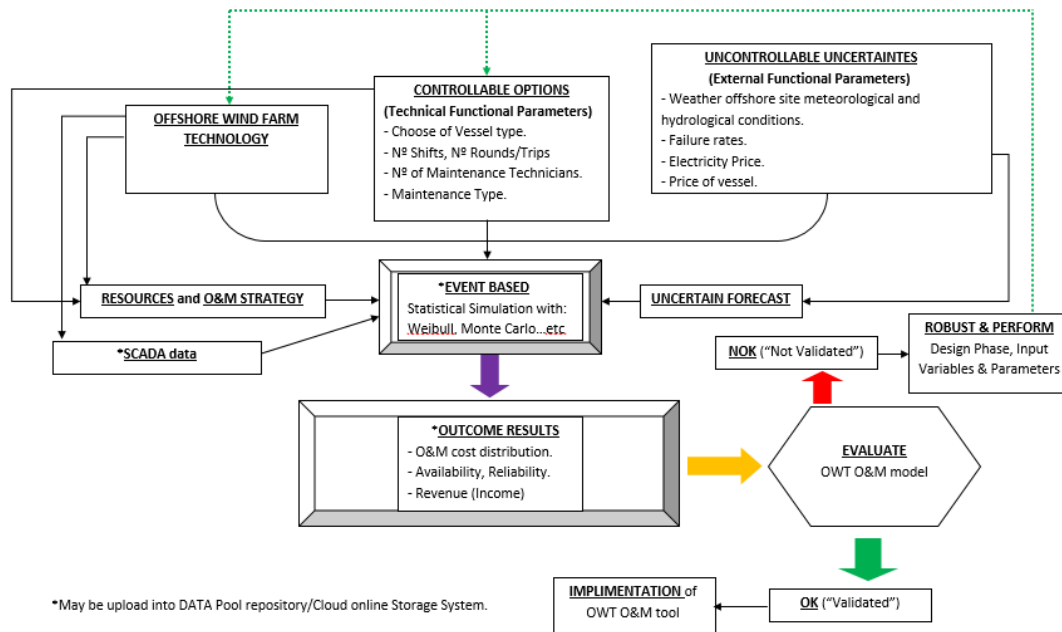 OFFSHORE WIND FARM
TECHNOLOGY
CONTROLLABLE OPTIONS
(Technical Functional Parameters)
- Choose of Vessel type.
- Nº Shifts, Nº Rounds/Trips
- Nº of Maintenance Technicians.
- Maintenance Type.
UNCONTROLLABLE UNCERTAINTES
(External Functional Parameters)
- Weather offshore site meteorological and
hydrological conditions.
- Failure rates.
- Electricity Price.
- Price of vessel.
RESOURCES and O&M STRATEGY
*SCADA data
*EVENT BASED
Statistical Simulation with:
Weibull, Monte Carlo...etc
UNCERTAIN FORECAST
NOK (“Not Validated”)
ROBUST & PERFORM
Design Phase, Input
Variables & Parameters
*OUTCOME RESULTS
- O&M cost distribution.
- Availability, Reliability.
- Revenue (Income)
EVALUATE
OWT O&M model
OK (“Validated”)
IMPLIMENTATION of
OWT O&M tool
*May be upload into DATA Pool repository/Cloud online Storage System.